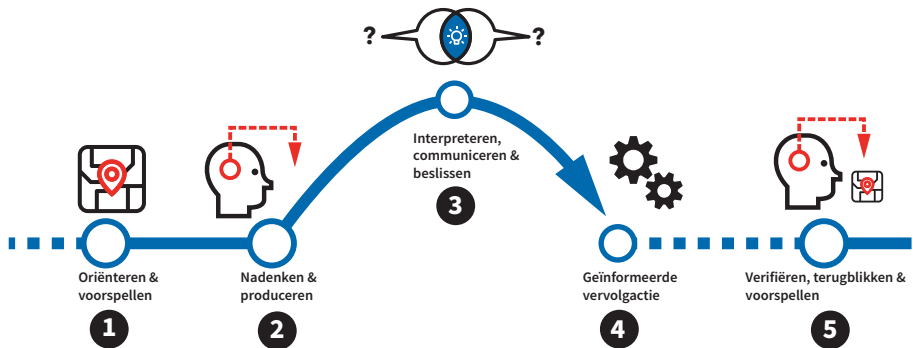 ? ?
Interpreteren,
communiceren &
beslissen
3
Oriënteren &
voorspellen
1
Nadenken &
produceren
2
Geïnformeerde
vervolgactie
4
Verifiëren, terugblikken &
voorspellen
5